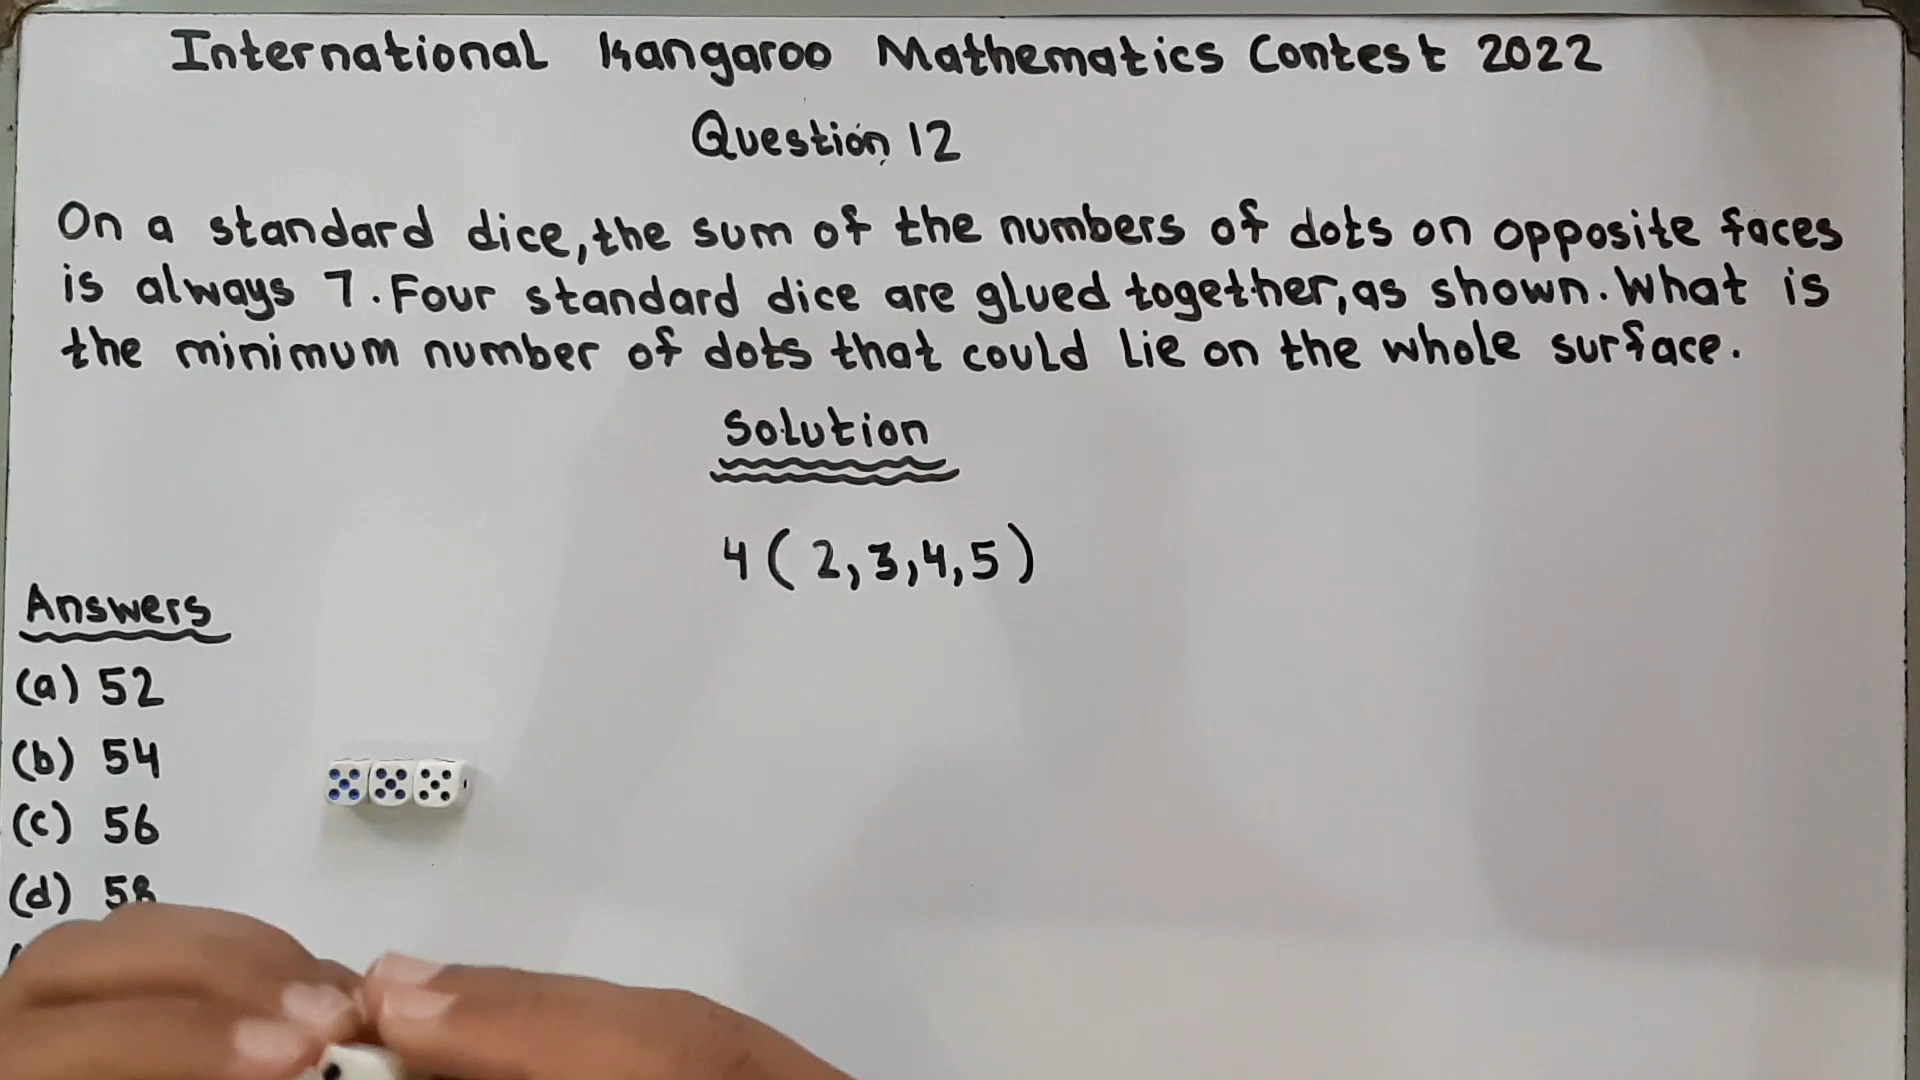 International Kangaroo Mathematics Contest 2022
Question 12
On a standard dice, the sum of the numbers of dots on opposite faces
is always 7. Four standard dice are glued together, as shown. What is
the minimum number of dots that could lie on the whole surface.
Solution
4 ( 2, 3, 4, 5 )
Answers
(a) 52
(b) 54
(c) 56
(d) 58